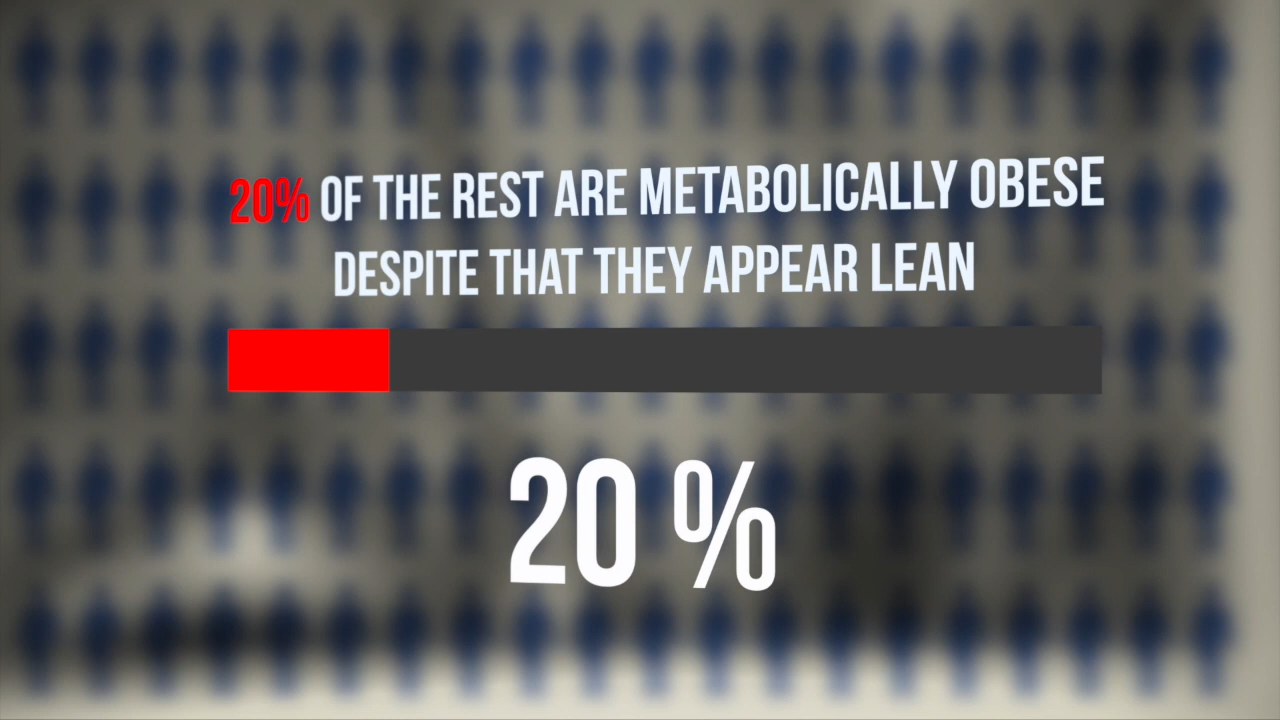 20% OF THE REST ARE METABOLICALLY OBESE
DESPITE THAT THEY APPEAR LEAN
20 %